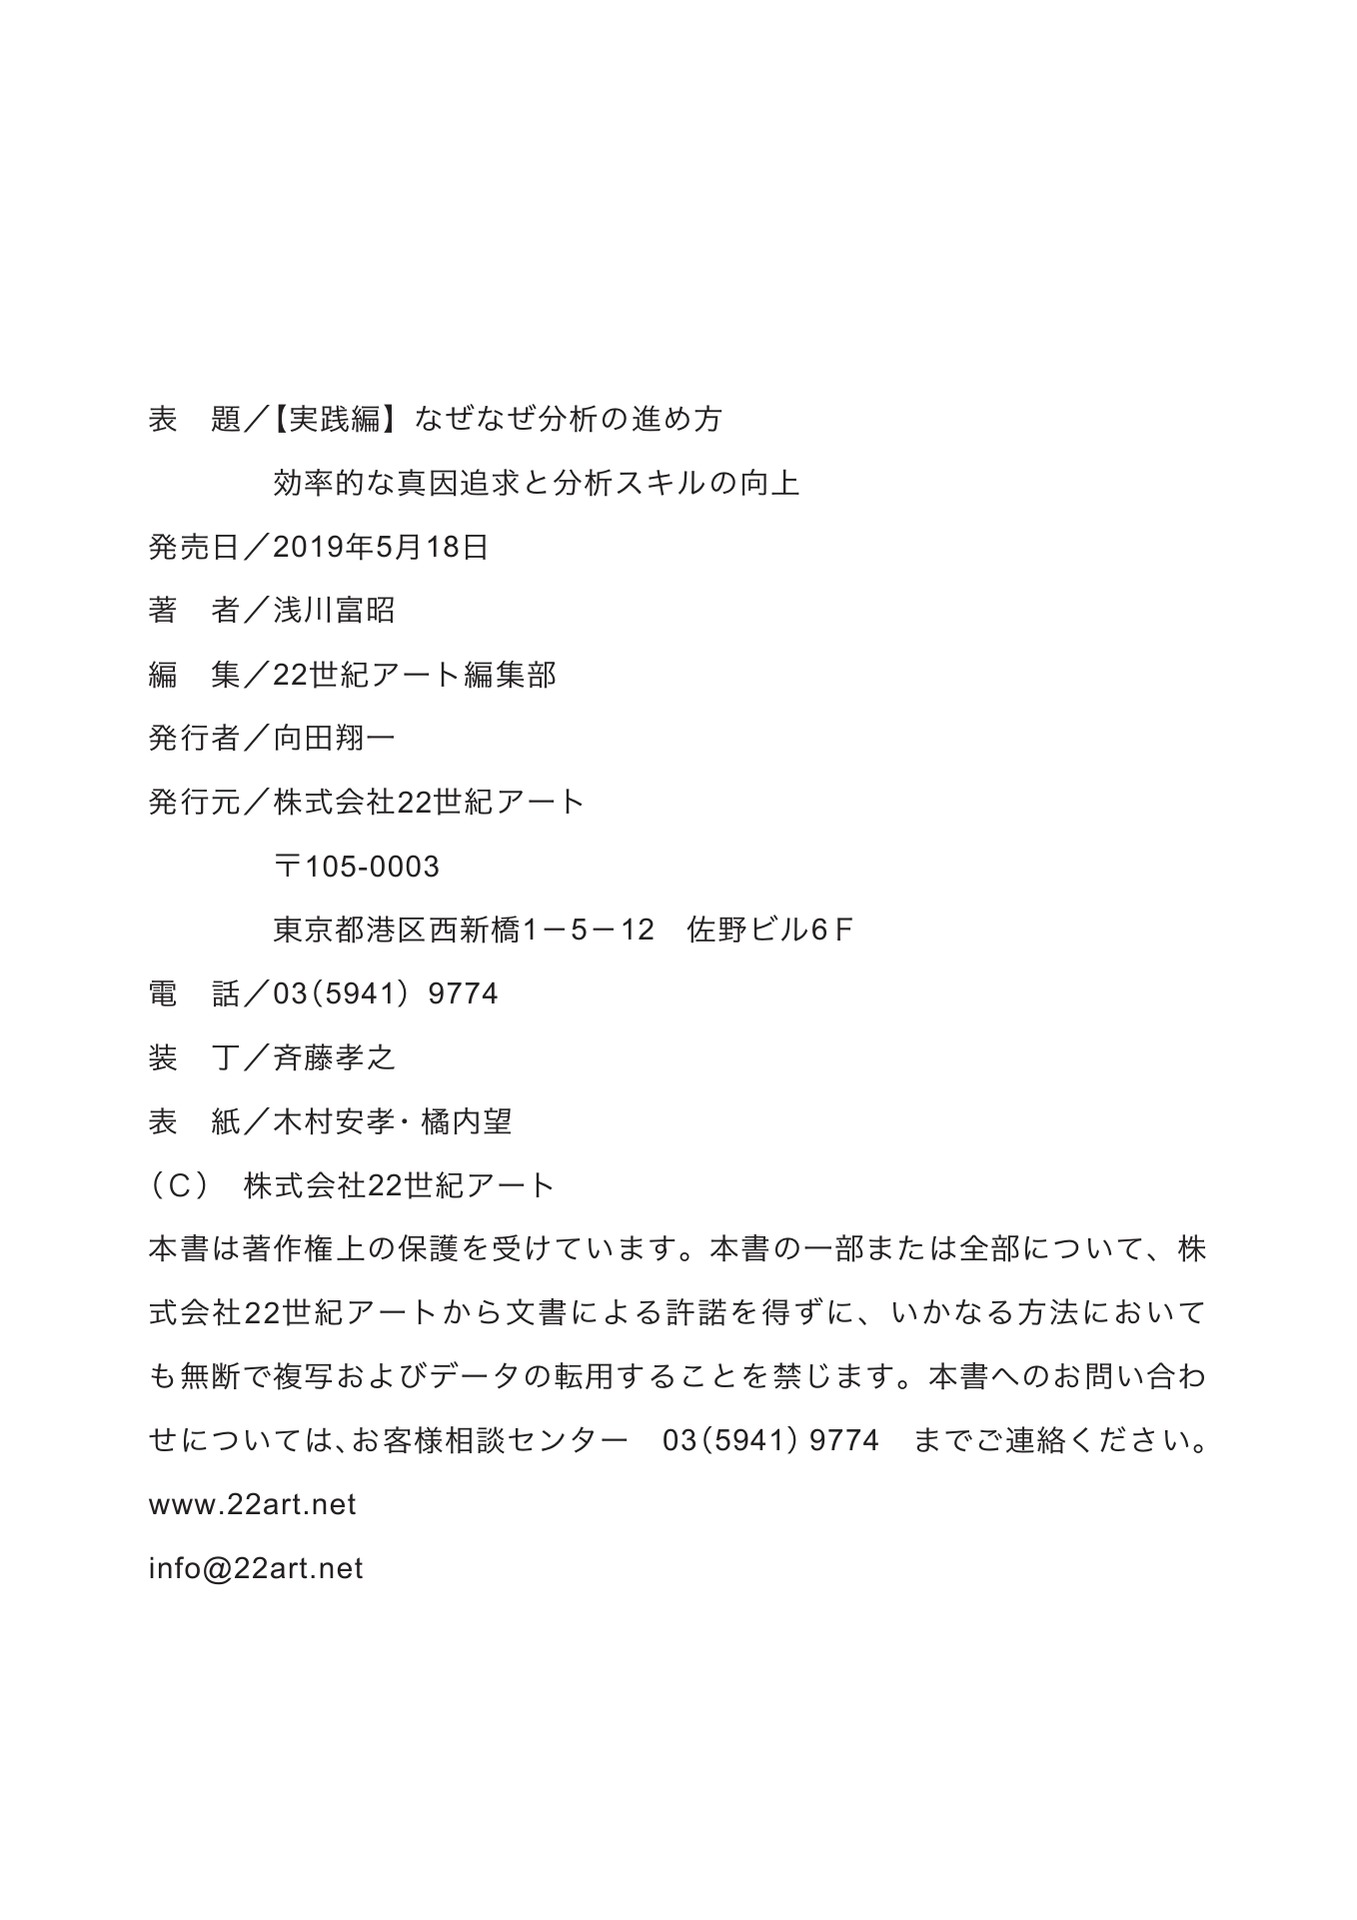 表　題／【実践編】なぜなぜ分析の進め方
効率的な真因追求と分析スキルの向上
発売日／2019年5月18日
著　者／浅川富昭
編　集／22世紀アート編集部
発行者／向田翔一
発行元／株式会社22世紀アート
〒105-0003
東京都港区西新橋1－5－12　佐野ビル6Ｆ
電　話／03（5941）9774
装　丁／斉藤孝之
表　紙／木村安孝・橘内望
（Ｃ）　株式会社22世紀アート
本書は著作権上の保護を受けています。本書の一部または全部について、株
式会社22世紀アートから文書による許諾を得ずに、いかなる方法において
も無断で複写およびデータの転用することを禁じます。本書へのお問い合わ
せについては、お客様相談センター　03（5941）9774　までご連絡ください。
www.22art.net
info@22art.net